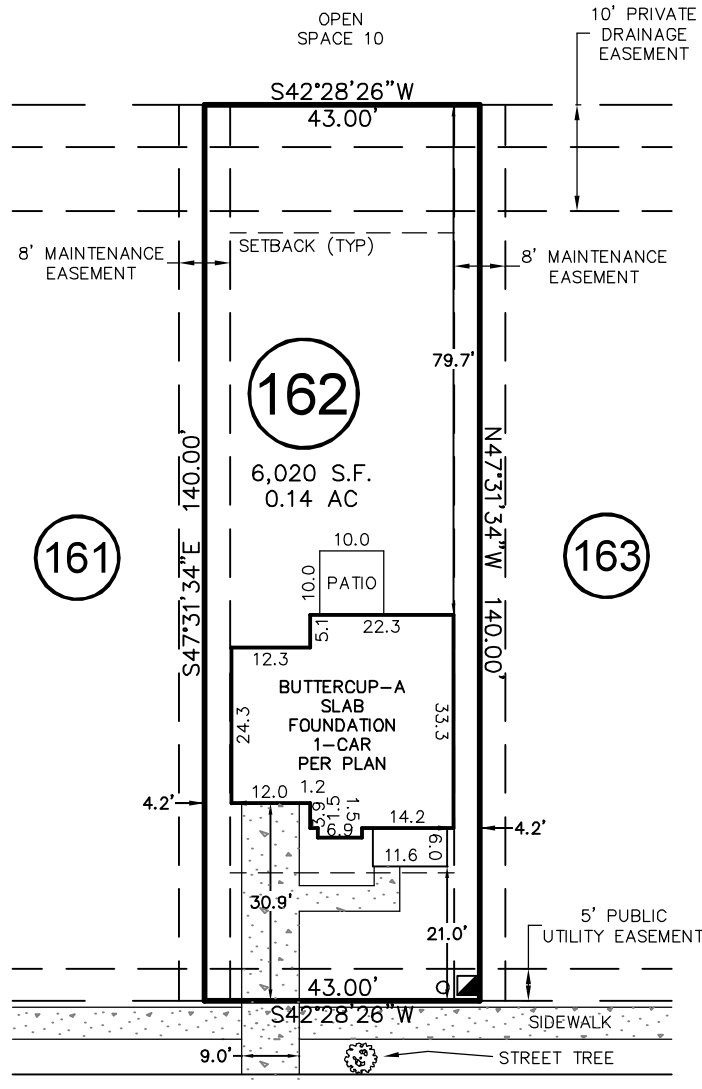 OPEN
SPACE 10
10' PRIVATE
DRAINAGE
EASEMENT
S42°28'26"W
43.00'
8' MAINTENANCE
EASEMENT
SETBACK (TYP)
8' MAINTENANCE
EASEMENT
79.7'
162
6,020 S.F.
0.14 AC
S47°31'34"E 140.00'
N47°31'34"W 140.00'
161
163
10.0
10.0
PATIO
5.1
22.3
12.3
BUTTERCUP-A
SLAB
FOUNDATION
1-CAR
PER PLAN
24.3
33.3
12.0
1.2
3.9
1.5
1.5
6.9
14.2
4.2'
4.2'
11.6
6.0
30.9'
21.0'
5' PUBLIC
UTILITY EASEMENT
43.00'
S42°28'26"W
SIDEWALK
9.0'
STREET TREE